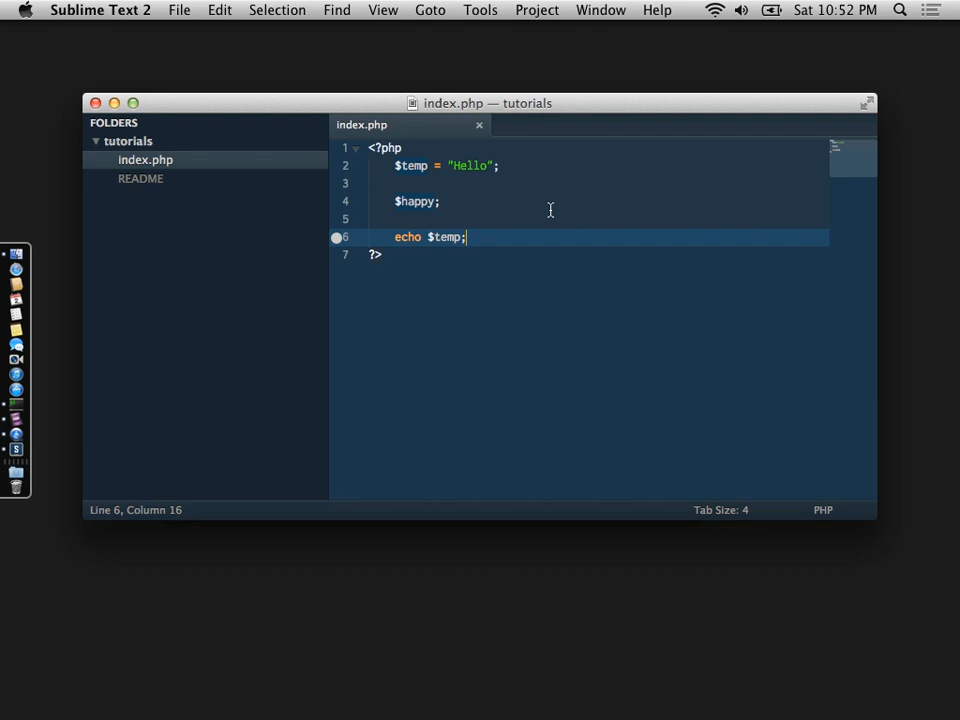 Sublime Text 2 File Edit Selection Find View Goto Tools Project Window Help Sat 10:52 PM
index.php — tutorials
FOLDERS
tutorials
index.php
README
index.php
1 <?php
2 $temp = "Hello";
3
4 $happy;
5
6 echo $temp;
7 ?>
Line 6, Column 16 Tab Size: 4 PHP